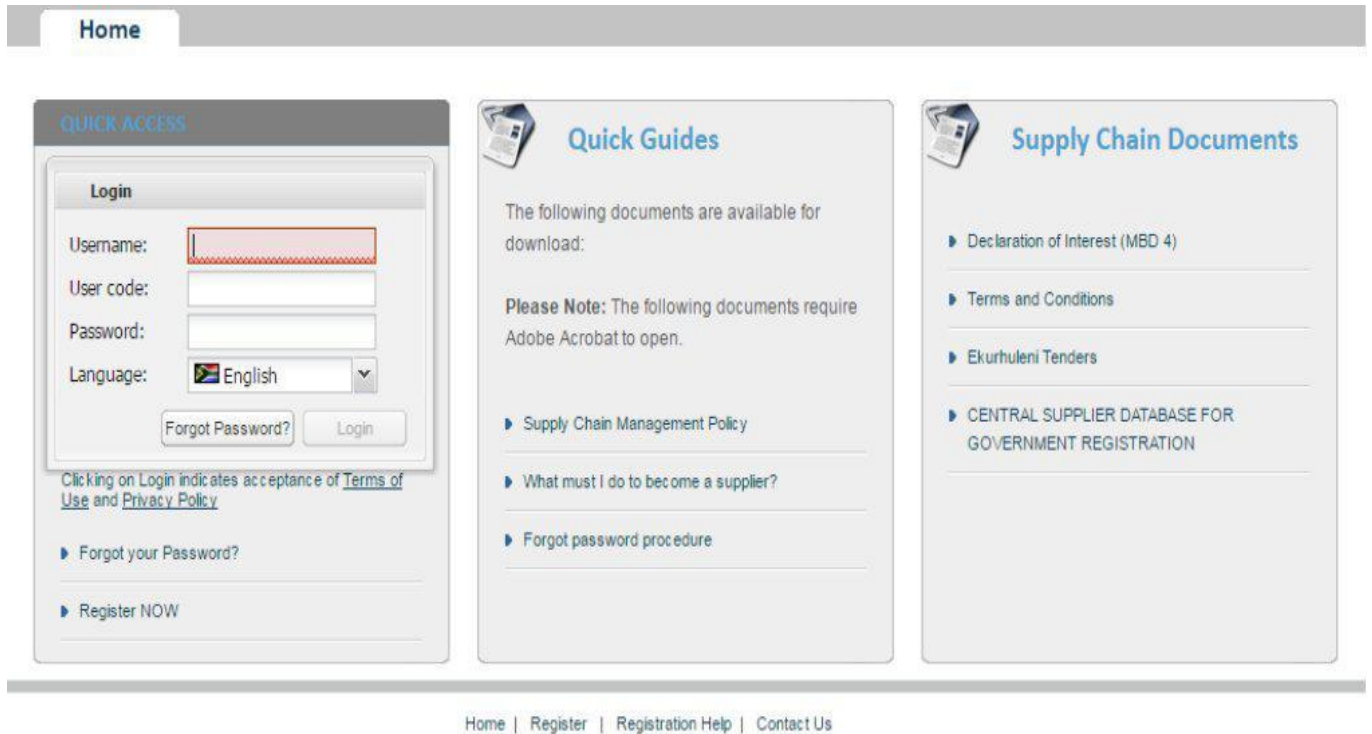 Home
QUICK ACCESS
Login
Username:
User code:
Password:
Language:
English
Forgot Password?
Login
Clicking on Login indicates acceptance of Terms of
Use and Privacy Policy
Forgot your Password?
Register NOW
Quick Guides
The following documents are available for
download:
Please Note: The following documents require
Adobe Acrobat to open.
Supply Chain Management Policy
What must I do to become a supplier?
Forgot password procedure
Supply Chain Documents
Declaration of Interest (MBD 4)
Terms and Conditions
Ekurhuleni Tenders
CENTRAL SUPPLIER DATABASE FOR
GOVERNMENT REGISTRATION
Home | Register | Registration Help | Contact Us